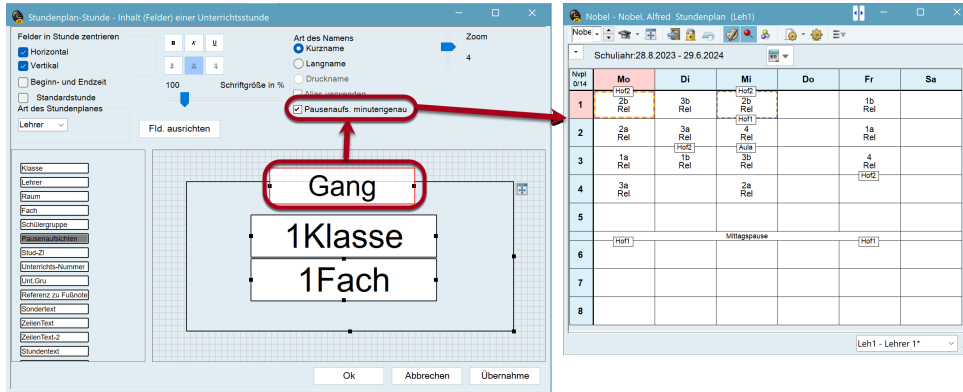 Stundenplan-Stunde - Inhalt (Felder) einer Unterrichtsstunde
Felder in Stunde zentrieren
Horizontal
Vertikal
Beginn- und Endzeit
Standardstunde
Art des Stundenplanes
Lehrer
B K U
100 Schriftgröße in %
Fld. ausrichten
Art des Namens
Kurzname
Langname
Druckname
Alias verwenden
Pausenaufs. minutengenau
Zoom
4
Klasse
Lehrer
Raum
Fach
Schülergruppe
Pausenaufsichten
Stud-Zl
Unterrichts-Nummer
Unt.Gru
Referenz zu Fußnote
Sondertext
ZeilenText
ZeilenText-2
Stundentext
Gang
1Klasse
1Fach
Ok Abbrechen Übernahme
Nobel - Nobel, Alfred Stundenplan (Leh1)
Nobe
Schuljahr:28.8.2023 - 29.6.2024
Nvpl 0/14 Mo Di Mi Do Fr Sa
Hof2 Hof2
1 2b Rel 3b Rel 2b Rel 1b Rel
Hof1
2 2a Rel 3a Rel 4 Rel 1a Rel
Hof2 Aula
3 1a Rel 1b Rel 3b Rel 4 Rel
Hof2
4 3a Rel 2a Rel
5
Mittagspause
Hof1 Hof1
6
7
8
Leh1 - Lehrer 1*